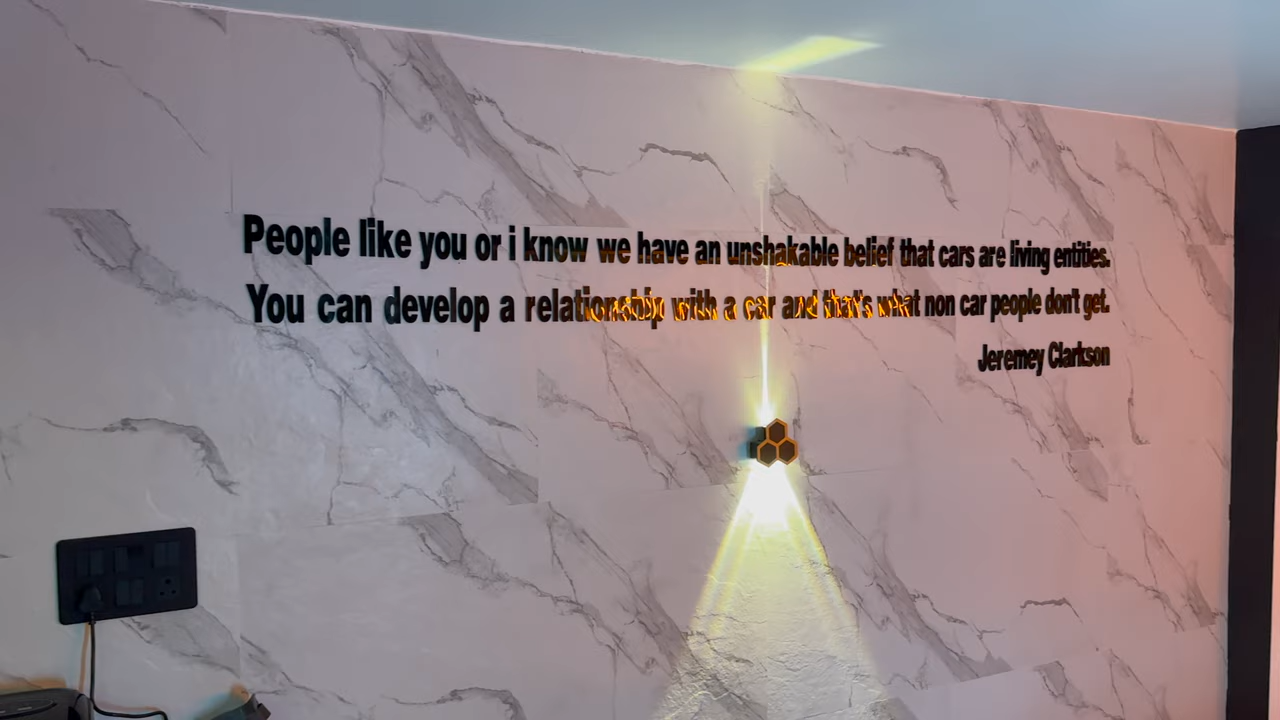 People like you or i know we have an unshakable belief that cars are living entities.
You can develop a relationship with a car and that's what non car people don't get.
Jeremey Clarkson